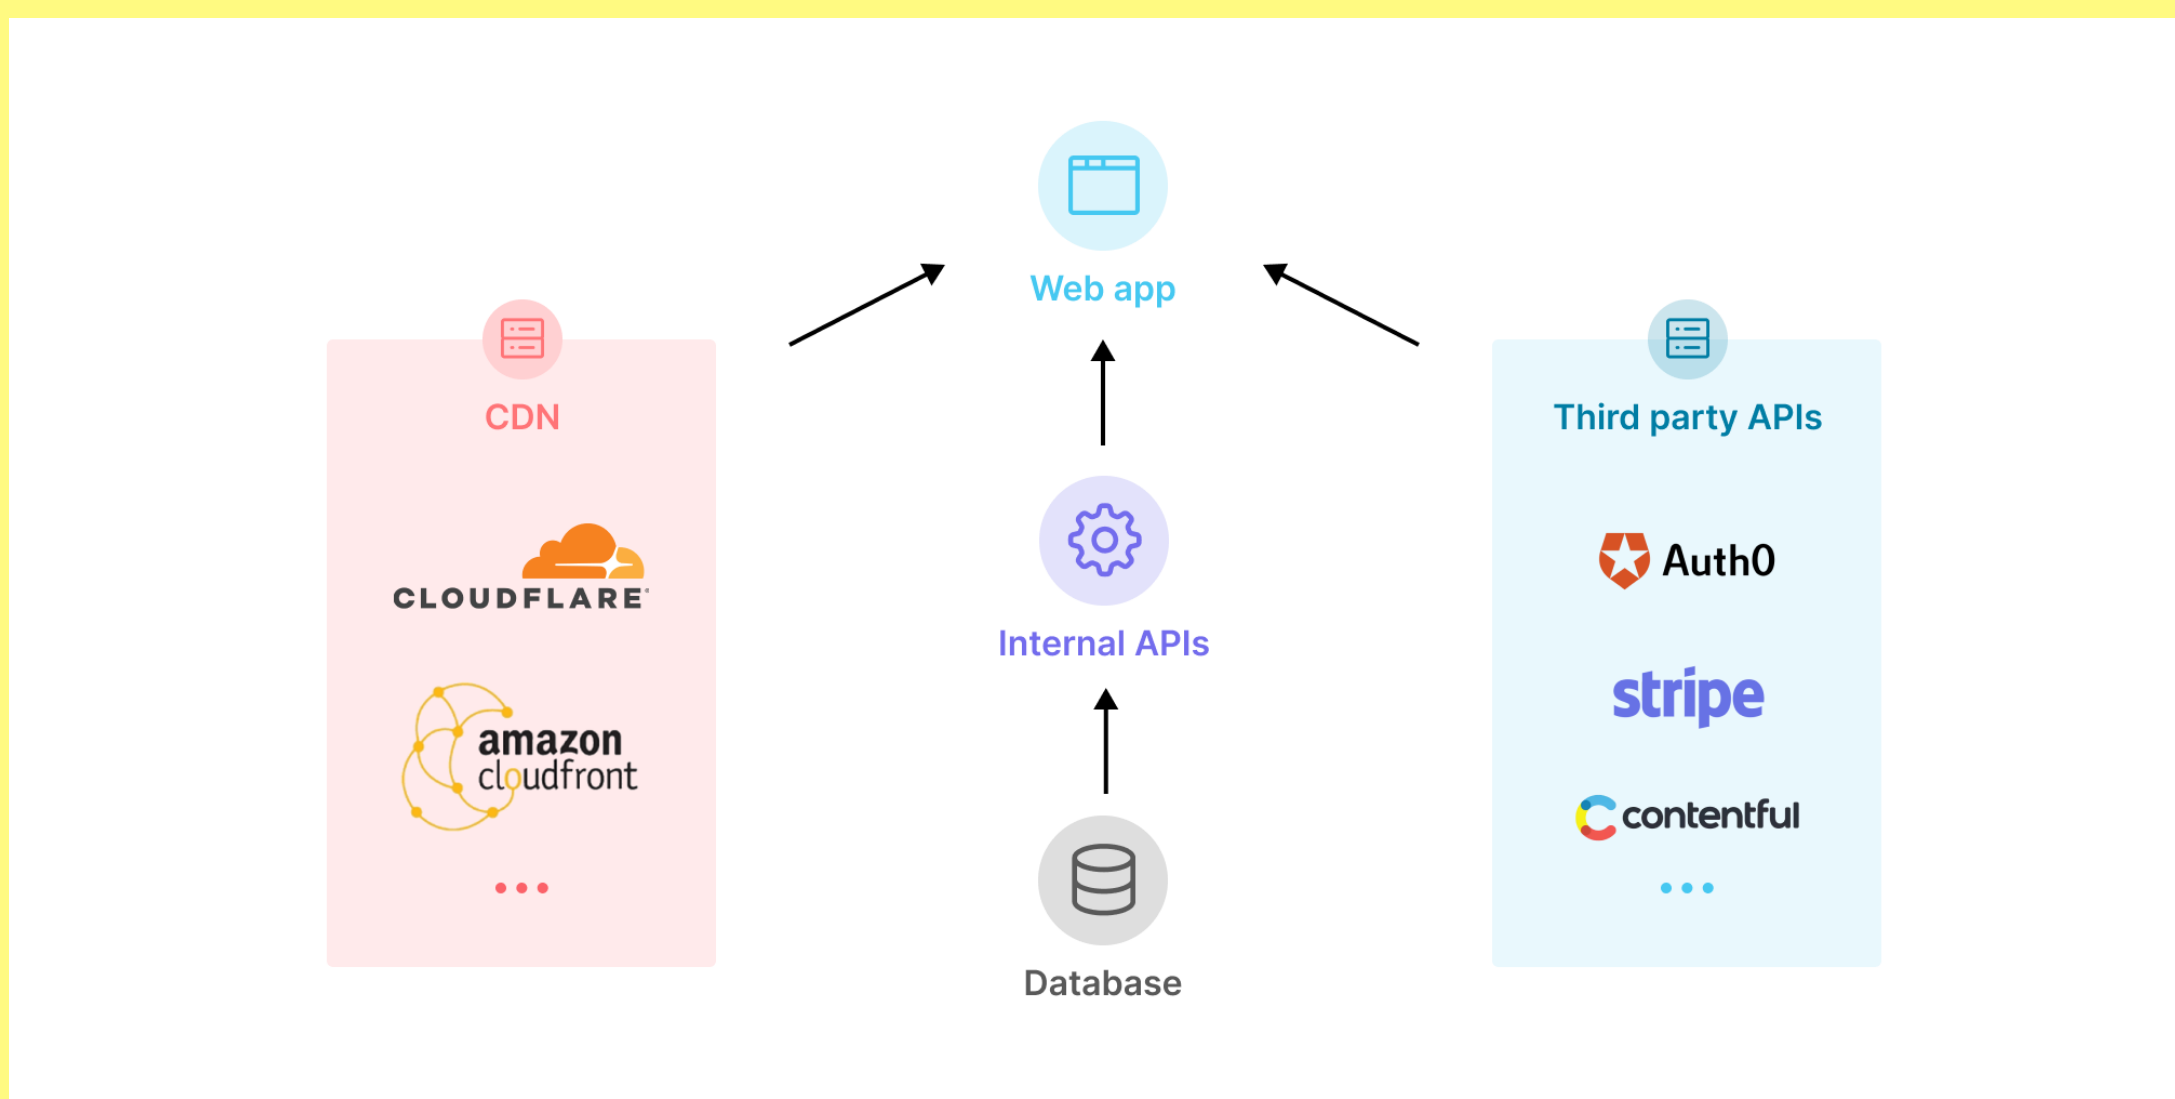 Web app
CDN
CLOUDFLARE
amazon
cloudfront
Internal APIs
Database
Third party APIs
Auth0
stripe
contentful